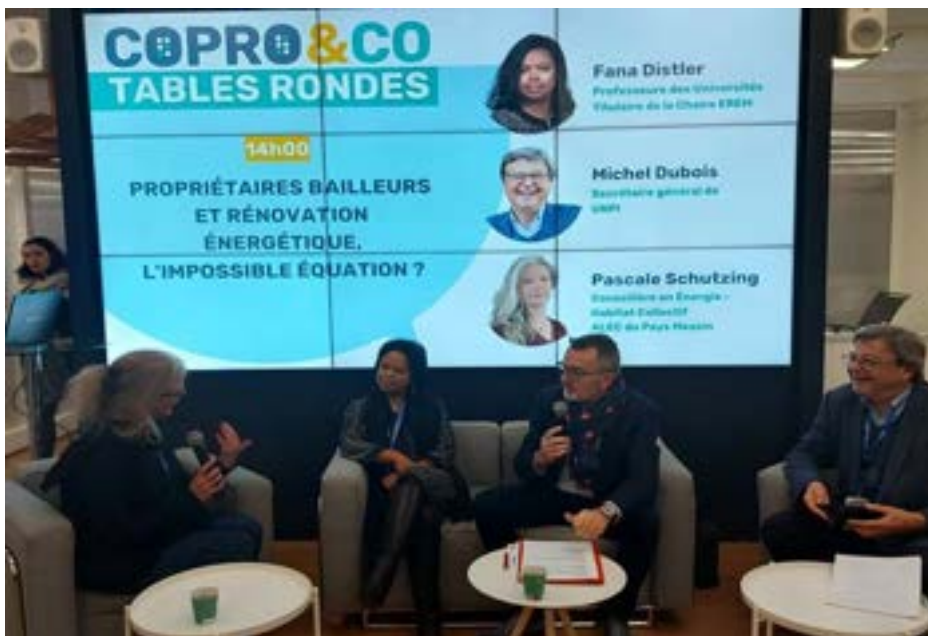 COPRO&CO
TABLES RONDES
14h00
PROPRIÉTAIRES BAILLEURS
ET RÉNOVATION
ÉNERGÉTIQUE,
L'IMPOSSIBLE ÉQUATION ?
Fana Distler
Professeure des Universités
Titulaire de la Chaire EREM
Michel Dubois
Secrétaire général de
UNPI
Pascale Schutzing
Conseillère en Énergie -
Habitat Collectif
ALEC du Pays Messin